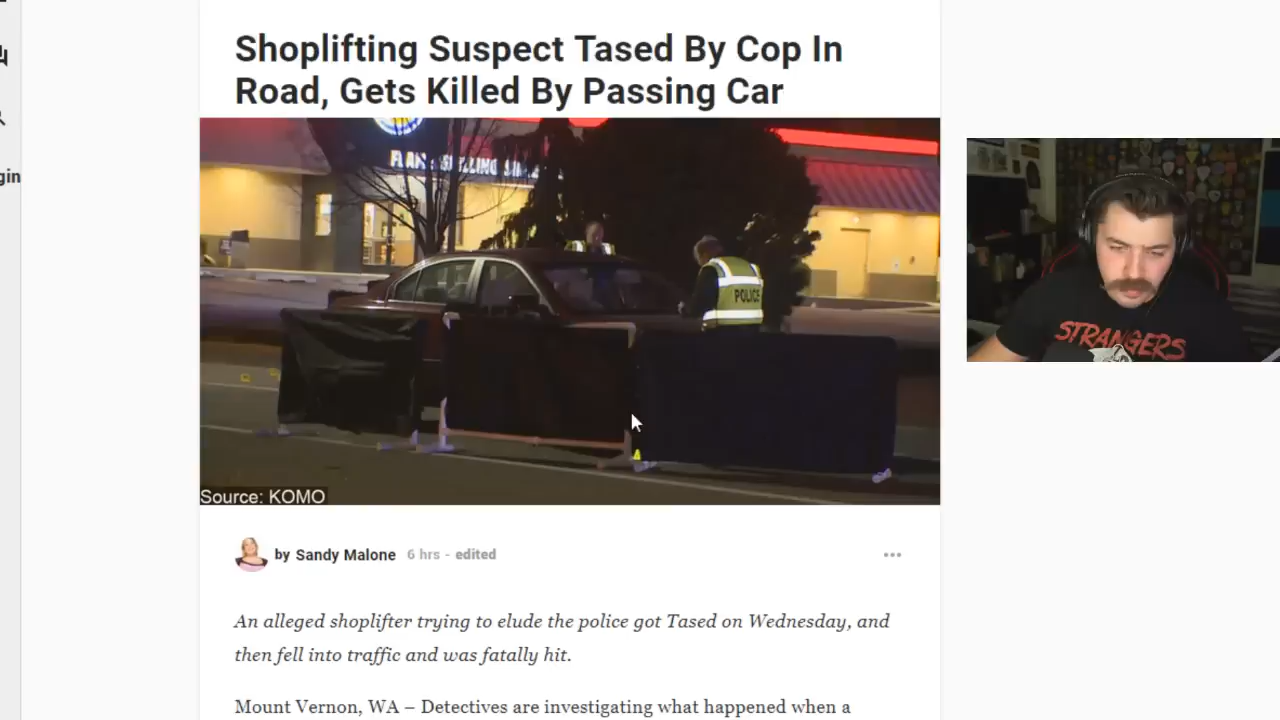 Shoplifting Suspect Tased By Cop In
Road, Gets Killed By Passing Car
POLICE
STRANGERS
gin
Source: KOMO
by Sandy Malone 6 hrs - edited
An alleged shoplifter trying to elude the police got Tased on Wednesday, and
then fell into traffic and was fatally hit.
Mount Vernon, WA – Detectives are investigating what happened when a